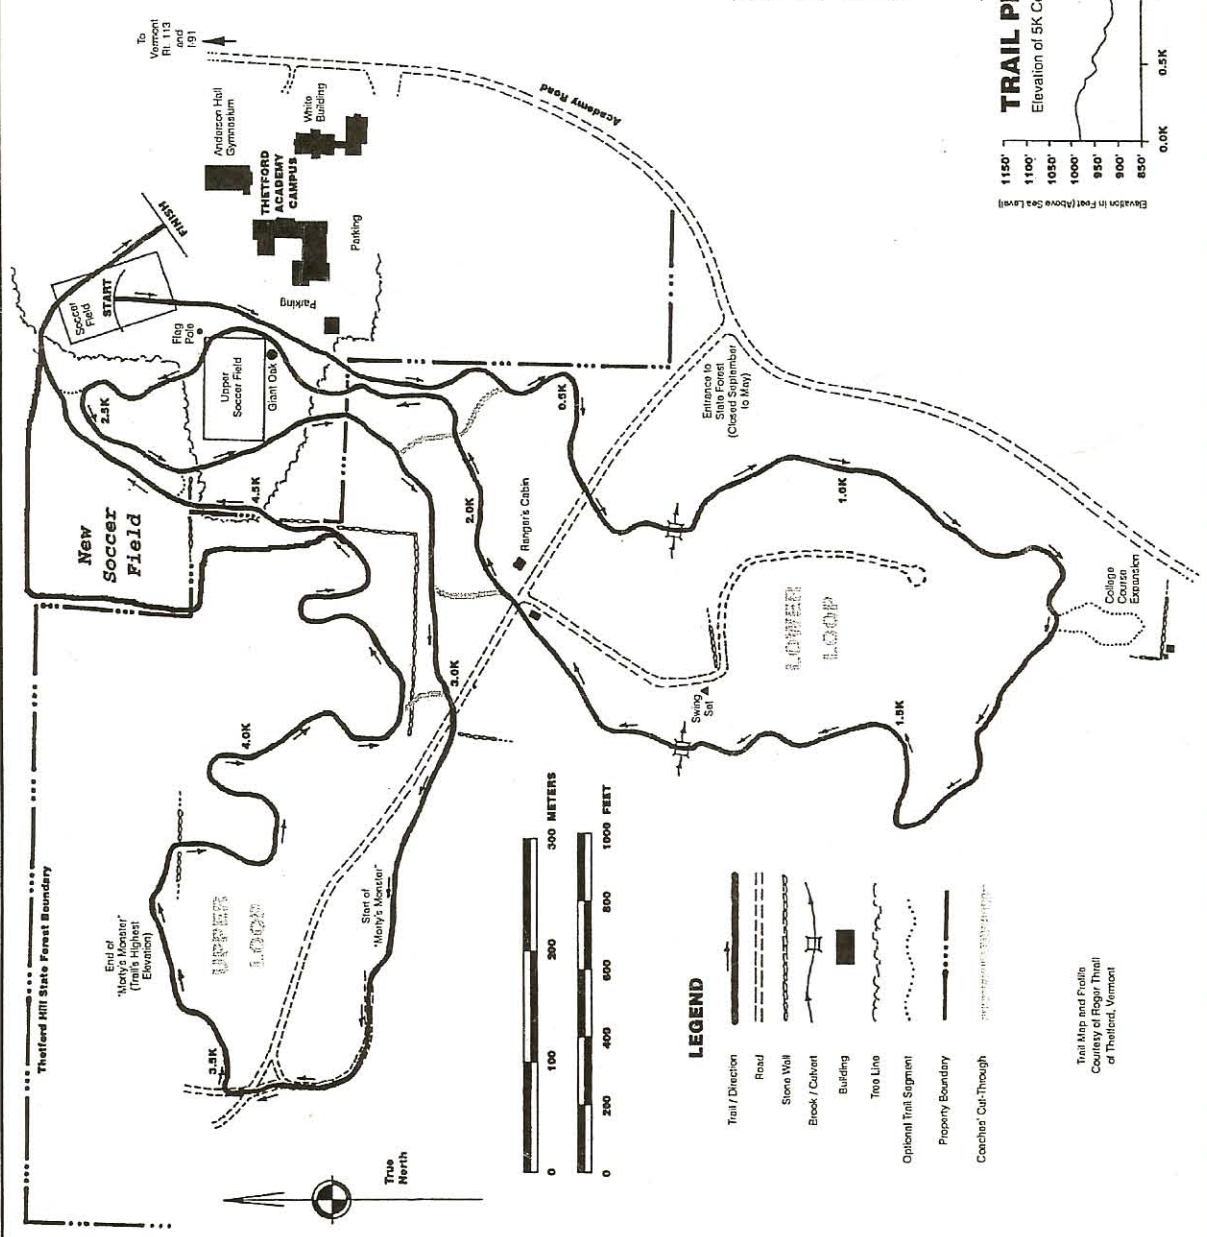 To
Vermont
Rt. 113
and
I-91
Anderson Hall
Gymnasium
White
Building
THETFORD
ACADEMY
CAMPUS
Parking
Parking
Academy Road
FINISH
Soccer
Field
START
Flag
Pole
Upper
Soccer Field
Giant Oak
2.5K
4.5K
New
Soccer
Field
0.5K
2.0K
Ranger's Cabin
Entrance to
State Forest
(Closed September
to May)
1.0K
College
Course
Expansion
LOWER
LOOP
Swing
Set
1.5K
3.0K
4.0K
Start of
"Morty's Monster"
UPPER
LOOP
End of
"Morty's Monster"
(Trail's Highest
Elevation)
3.5K
Thetford Hill State Forest Boundary
True
North
0 100 200 300 METERS
0 200 400 600 800 1000 FEET
LEGEND
Trail / Direction
Road
Stone Wall
Brook / Culvert
Building
Tree Line
Optional Trail Segment
Property Boundary
Coaches' Cut-Through
Trail Map and Profile
Courtesy of Roger Thrall
of Thetford, Vermont
TRAIL P
Elevation of 5K C
Elevation in Feet (Above Sea Level)
1150'
1100'
1050'
1000'
950'
900'
850'
0.0K
0.5K